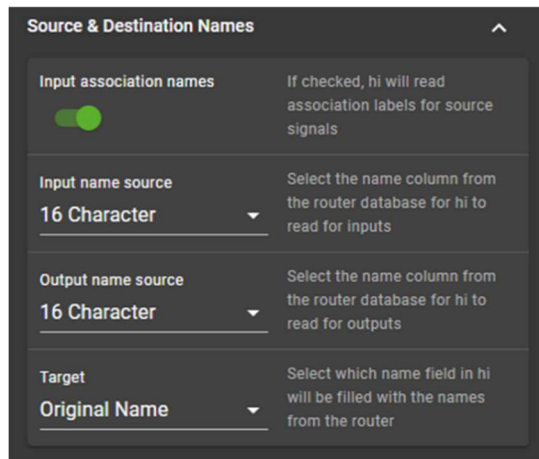 Source & Destination Names
Input association names
If checked, hi will read
association labels for source
signals
Input name source
16 Character
Select the name column from
the router database for hi to
read for inputs
Output name source
16 Character
Select the name column from
the router database for hi to
read for outputs
Target
Original Name
Select which name field in hi
will be filled with the names
from the router